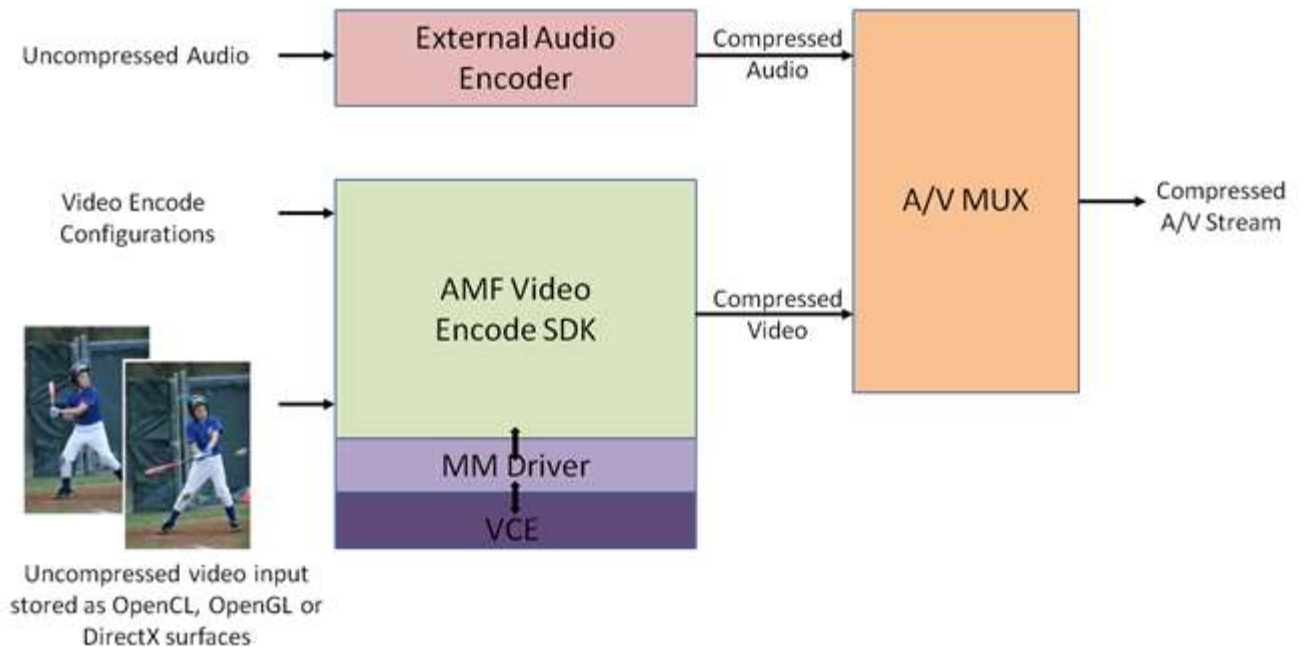 Uncompressed Audio
External Audio
Encoder
Compressed
Audio
Video Encode
Configurations
AMF Video
Encode SDK
Compressed
Video
A/V MUX
Compressed
A/V Stream
MM Driver
VCE
Uncompressed video input
stored as OpenCL, OpenGL or
DirectX surfaces